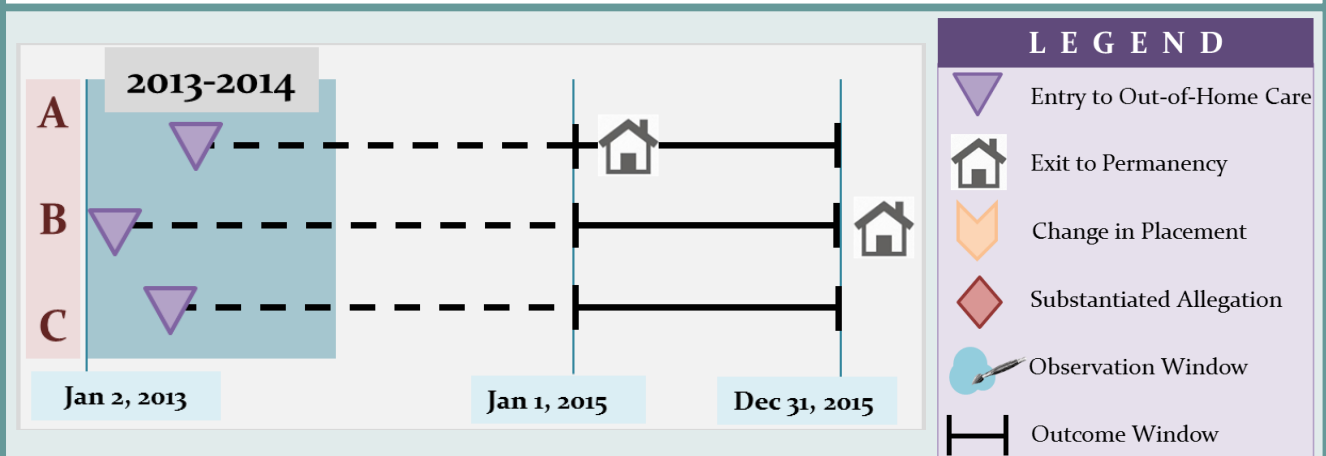 2013-2014
A
B
C
Jan 2, 2013
Jan 1, 2015
Dec 31, 2015
LEGEND
Entry to Out-of-Home Care
Exit to Permanency
Change in Placement
Substantiated Allegation
Observation Window
Outcome Window